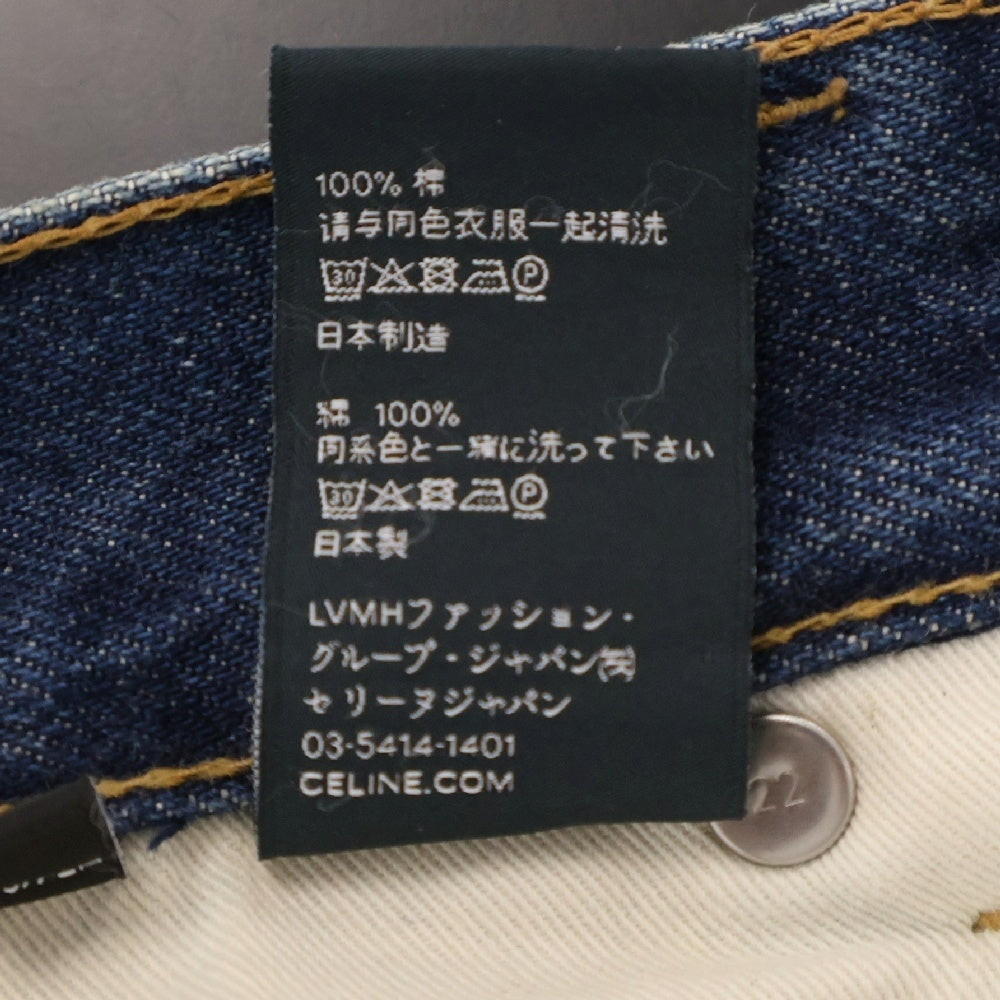 100% 棉
请与同色衣服一起清洗
30 P
日本制造
綿 100%
同系色と一緒に洗って下さい
30 P
日本製
LVMHファッション・
グループ・ジャパン㈱
セリーヌジャパン
03-5414-1401
CELINE.COM
22